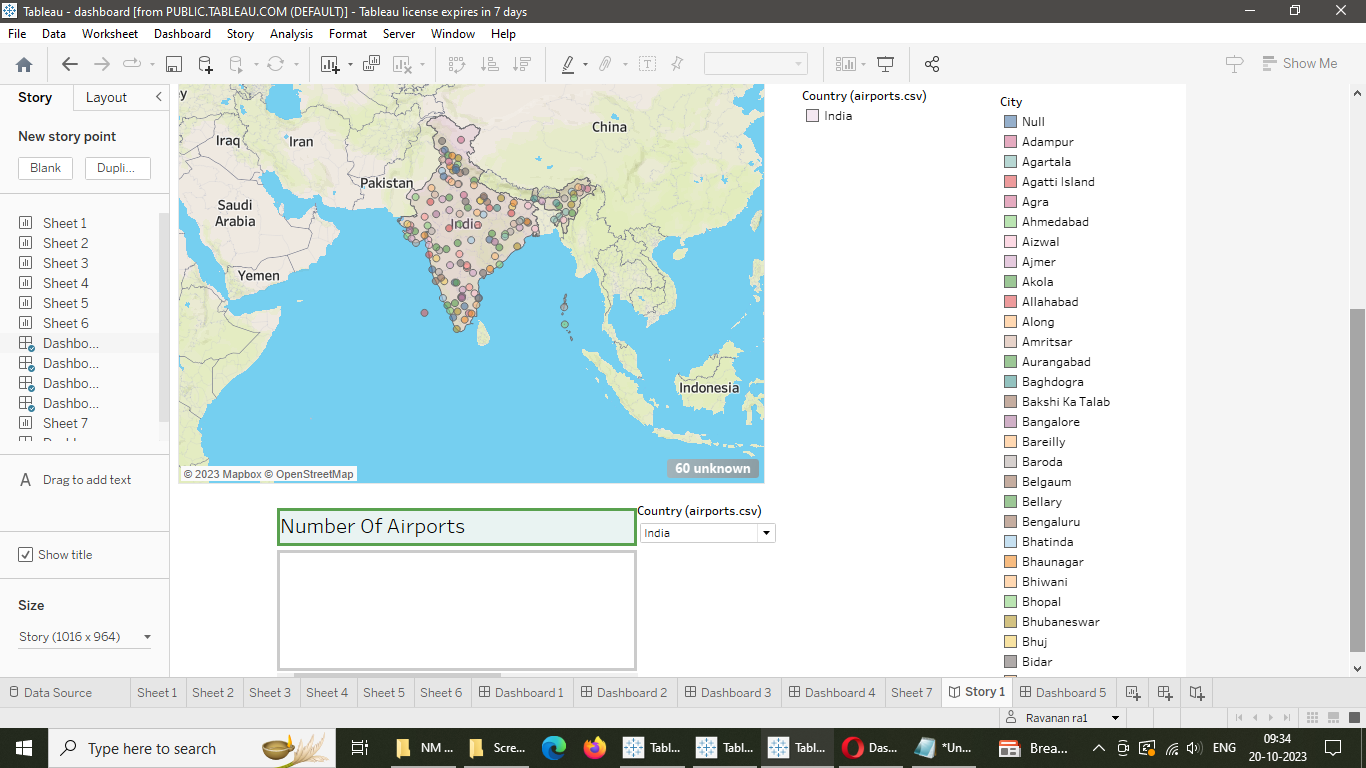 Tableau - dashboard [from PUBLIC.TABLEAU.COM (DEFAULT)] - Tableau license expires in 7 days
File Data Worksheet Dashboard Story Analysis Format Server Window Help
Show Me
Story Layout
New story point
Blank Dupli...
Sheet 1
Sheet 2
Sheet 3
Sheet 4
Sheet 5
Sheet 6
Dashbo...
Dashbo...
Dashbo...
Dashbo...
Sheet 7
A Drag to add text
Show title
Size
Story (1016 x 964)
China
Iraq
Iran
Pakistan
Saudi
Arabia
India
Yemen
Indonesia
© 2023 Mapbox © OpenStreetMap
60 unknown
Number Of Airports
Country (airports.csv)
India
Country (airports.csv)
India
City
Null
Adampur
Agartala
Agatti Island
Agra
Ahmedabad
Aizwal
Ajmer
Akola
Allahabad
Along
Amritsar
Aurangabad
Baghdogra
Bakshi Ka Talab
Bangalore
Bareilly
Baroda
Belgaum
Bellary
Bengaluru
Bhatinda
Bhaunagar
Bhiwani
Bhopal
Bhubaneswar
Bhuj
Bidar
Data Source Sheet 1 Sheet 2 Sheet 3 Sheet 4 Sheet 5 Sheet 6 Dashboard 1 Dashboard 2 Dashboard 3 Dashboard 4 Sheet 7 Story 1 Dashboard 5
Ravanan ra1
Type here to search NM ... Scre... Tabl... Tabl... Tabl... Das... *Un... Brea... ENG 09:34
20-10-2023